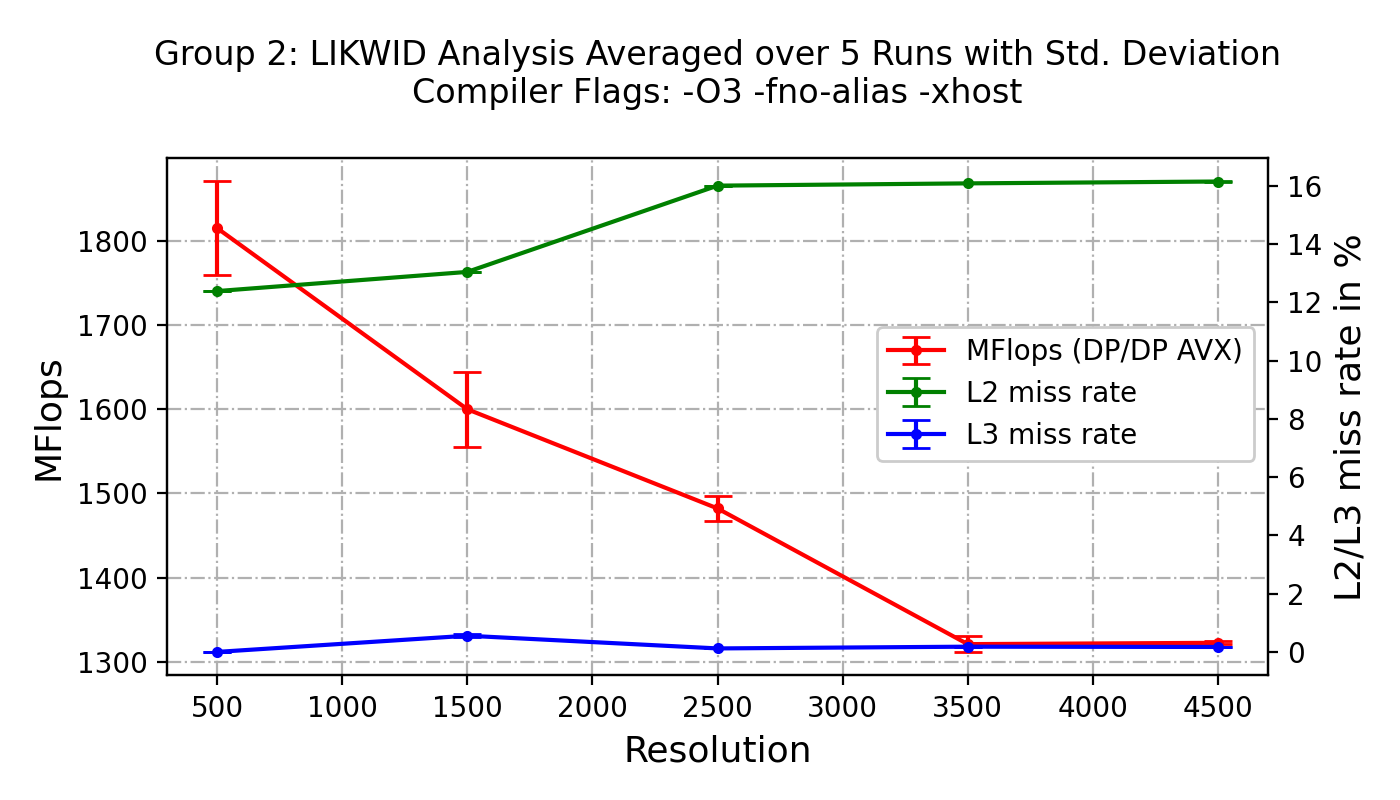 Group 2: LIKWID Analysis Averaged over 5 Runs with Std. Deviation
Compiler Flags: -O3 -fno-alias -xhost
MFlops
1800
1700
1600
1500
1400
1300
16
14
12
10
8
6
4
2
0
L2/L3 miss rate in %
MFlops (DP/DP AVX)
L2 miss rate
L3 miss rate
500 1000 1500 2000 2500 3000 3500 4000 4500
Resolution